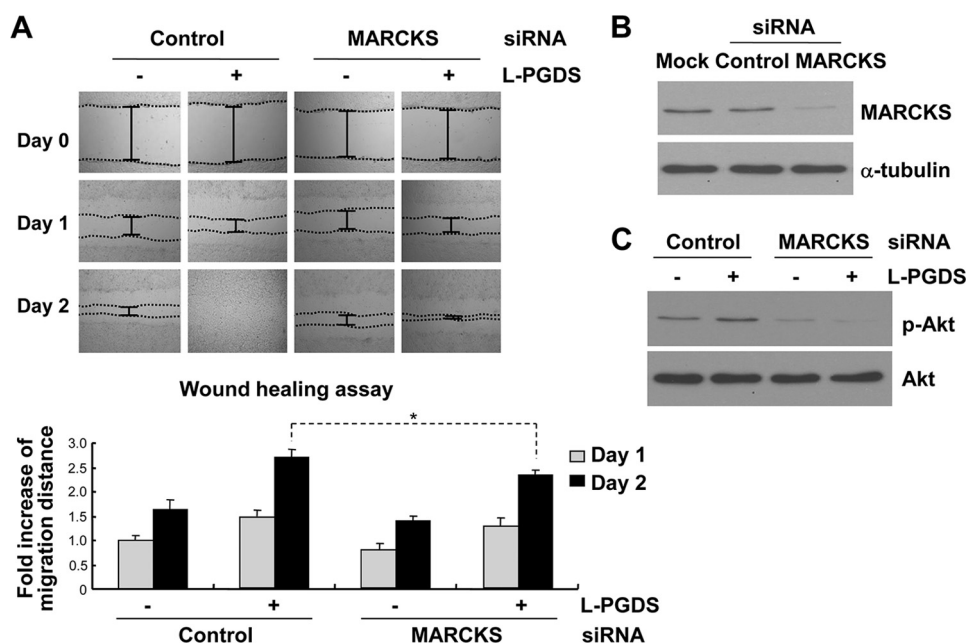 A
Control MARCKS siRNA
- + - + L-PGDS
Day 0
Day 1
Day 2
Wound healing assay
Fold increase of
migration distance
3.0
2.5
2.0
1.5
1.0
0.5
0
*
Day 1
Day 2
- + - + L-PGDS
Control MARCKS siRNA
B
siRNA
Mock Control MARCKS
MARCKS
α-tubulin
C
Control MARCKS siRNA
- + - + L-PGDS
p-Akt
Akt